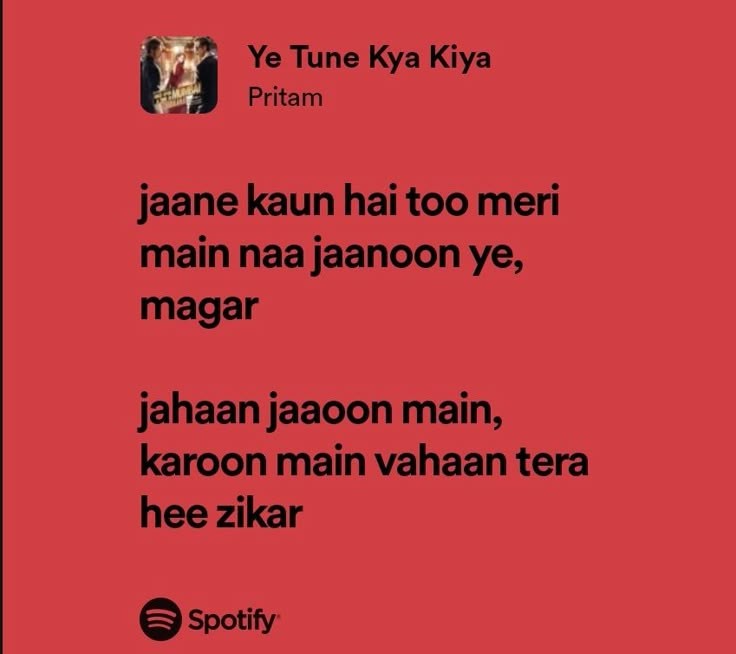 Ye Tune Kya Kiya
Pritam
jaane kaun hai too meri
main naa jaanoon ye,
magar
jahaan jaaoon main,
karoon main vahaan tera
hee zikar
Spotify